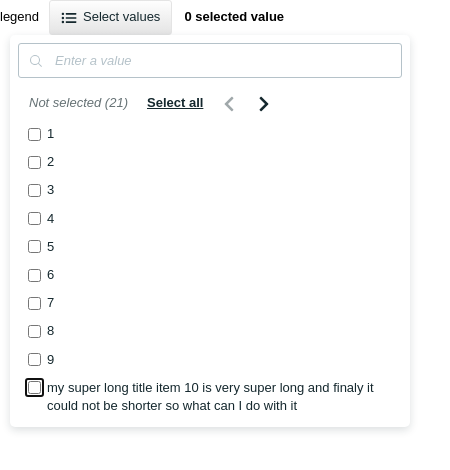 legend Select values 0 selected value
Enter a value
Not selected (21) Select all
1
2
3
4
5
6
7
8
9
my super long title item 10 is very super long and finaly it
could not be shorter so what can I do with it